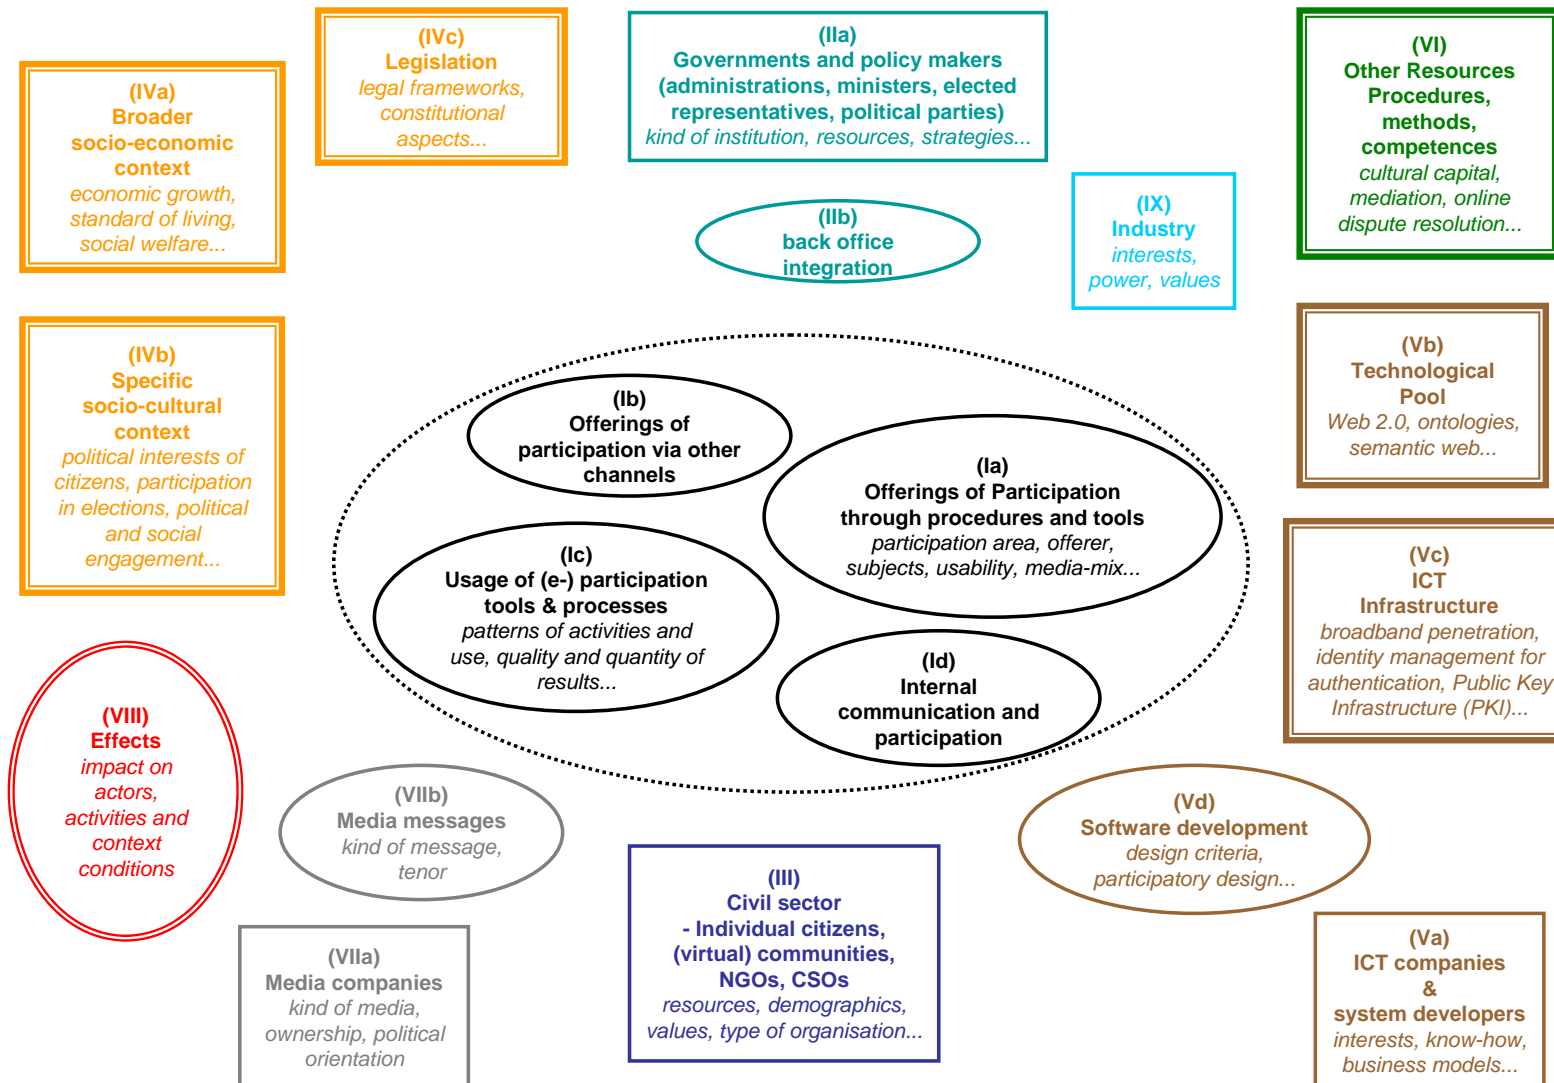 (IVa)
Broader
socio-economic
context
economic growth,
standard of living,
social welfare...
(IVc)
Legislation
legal frameworks,
constitutional
aspects...
(IIa)
Governments and policy makers
(administrations, ministers, elected
representatives, political parties)
kind of institution, resources, strategies...
(VI)
Other Resources
Procedures,
methods,
competences
cultural capital,
mediation, online
dispute resolution...
(IIb)
back office
integration
(IX)
Industry
interests,
power, values
(IVb)
Specific
socio-cultural
context
political interests of
citizens, participation
in elections, political
and social
engagement...
(Ib)
Offerings of
participation via other
channels
(Ia)
Offerings of Participation
through procedures and tools
participation area, offerer,
subjects, usability, media-mix...
(Vb)
Technological
Pool
Web 2.0, ontologies,
semantic web...
(Ic)
Usage of (e-) participation
tools & processes
patterns of activities and
use, quality and quantity of
results...
(Id)
Internal
communication and
participation
(Vc)
ICT
Infrastructure
broadband penetration,
identity management for
authentication, Public Key
Infrastructure (PKI)...
(VIII)
Effects
impact on
actors,
activities and
context
conditions
(VIIb)
Media messages
kind of message,
tenor
(Vd)
Software development
design criteria,
participatory design...
(VIIa)
Media companies
kind of media,
ownership, political
orientation
(III)
Civil sector
- Individual citizens,
(virtual) communities,
NGOs, CSOs
resources, demographics,
values, type of organisation...
(Va)
ICT companies
&
system developers
interests, know-how,
business models...